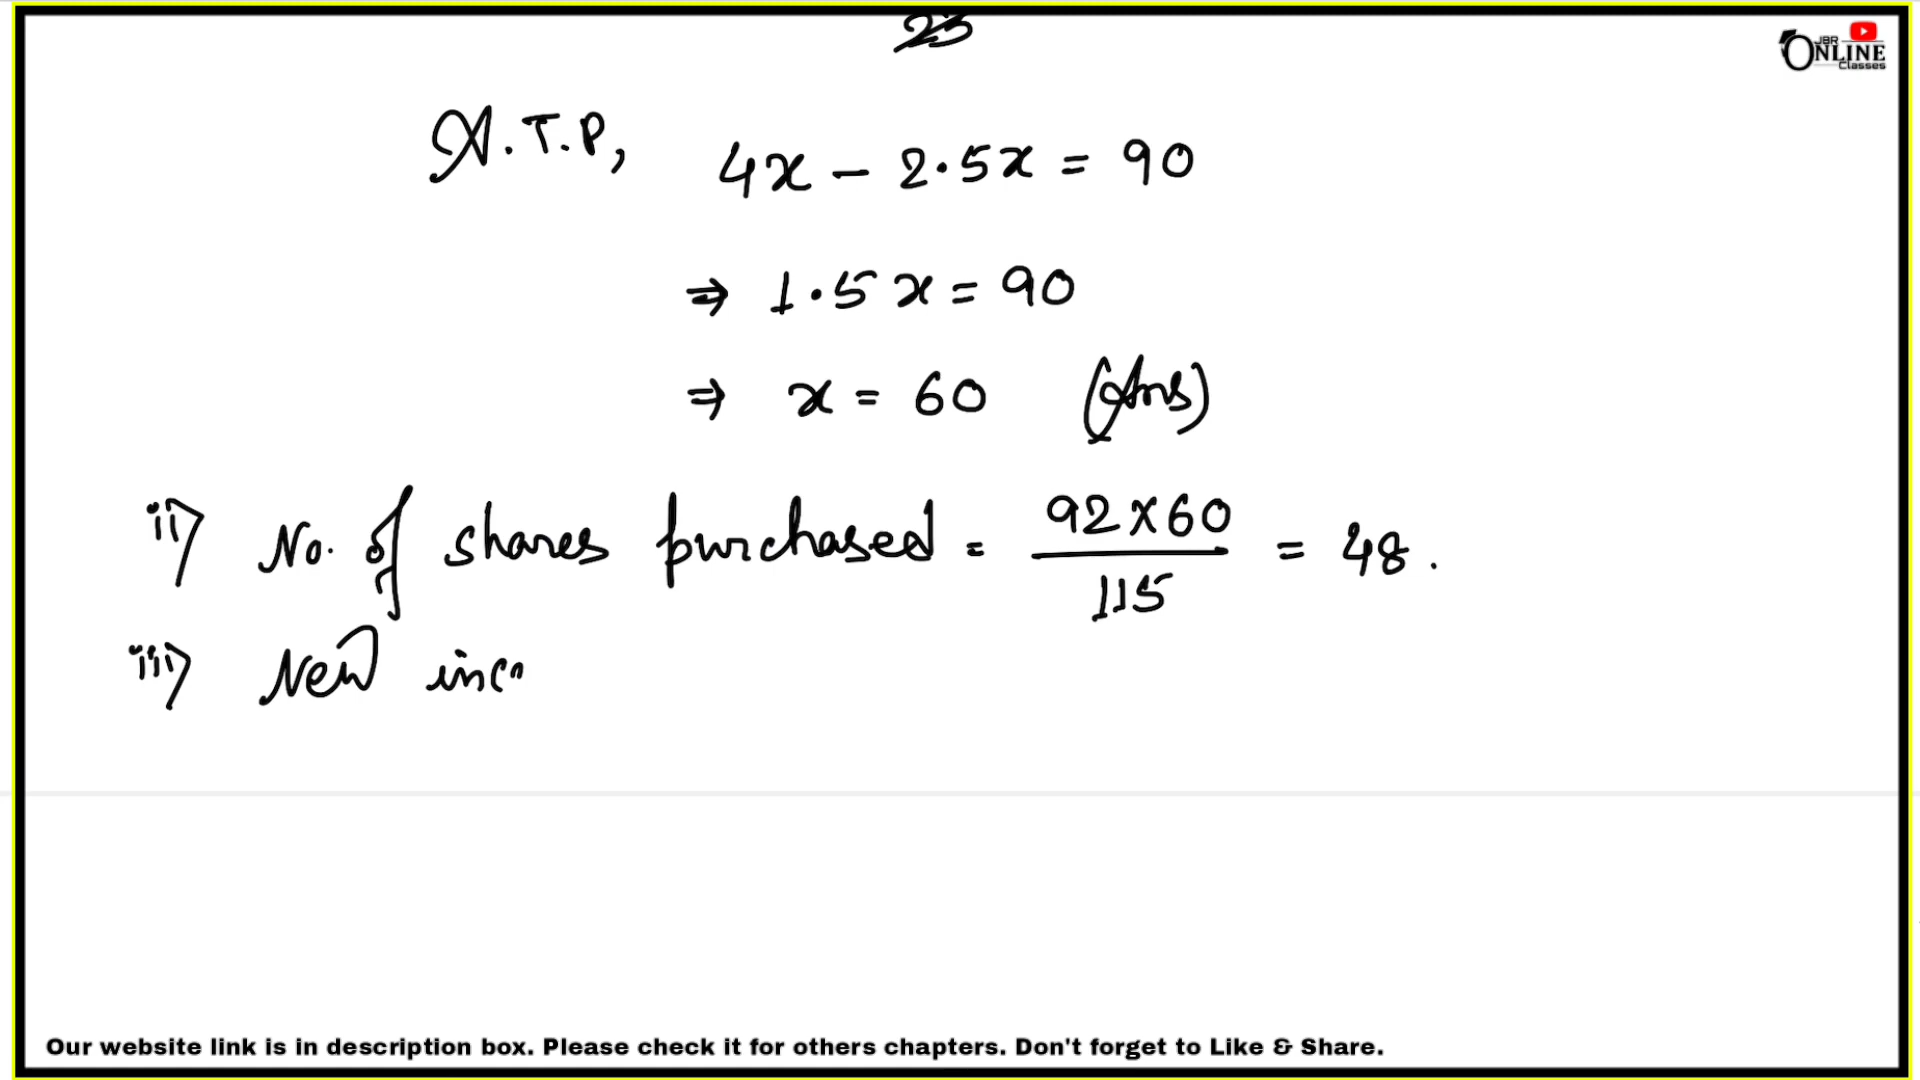 23
JBR
ONLINE
Classes
A.T.P, 4x - 2.5x = 90
⇒ 1.5x = 90
⇒ x = 60 (Ans)
ii) No. of shares purchased = 92×60/115 = 48.
iii) New inc
Our website link is in description box. Please check it for others chapters. Don't forget to Like & Share.